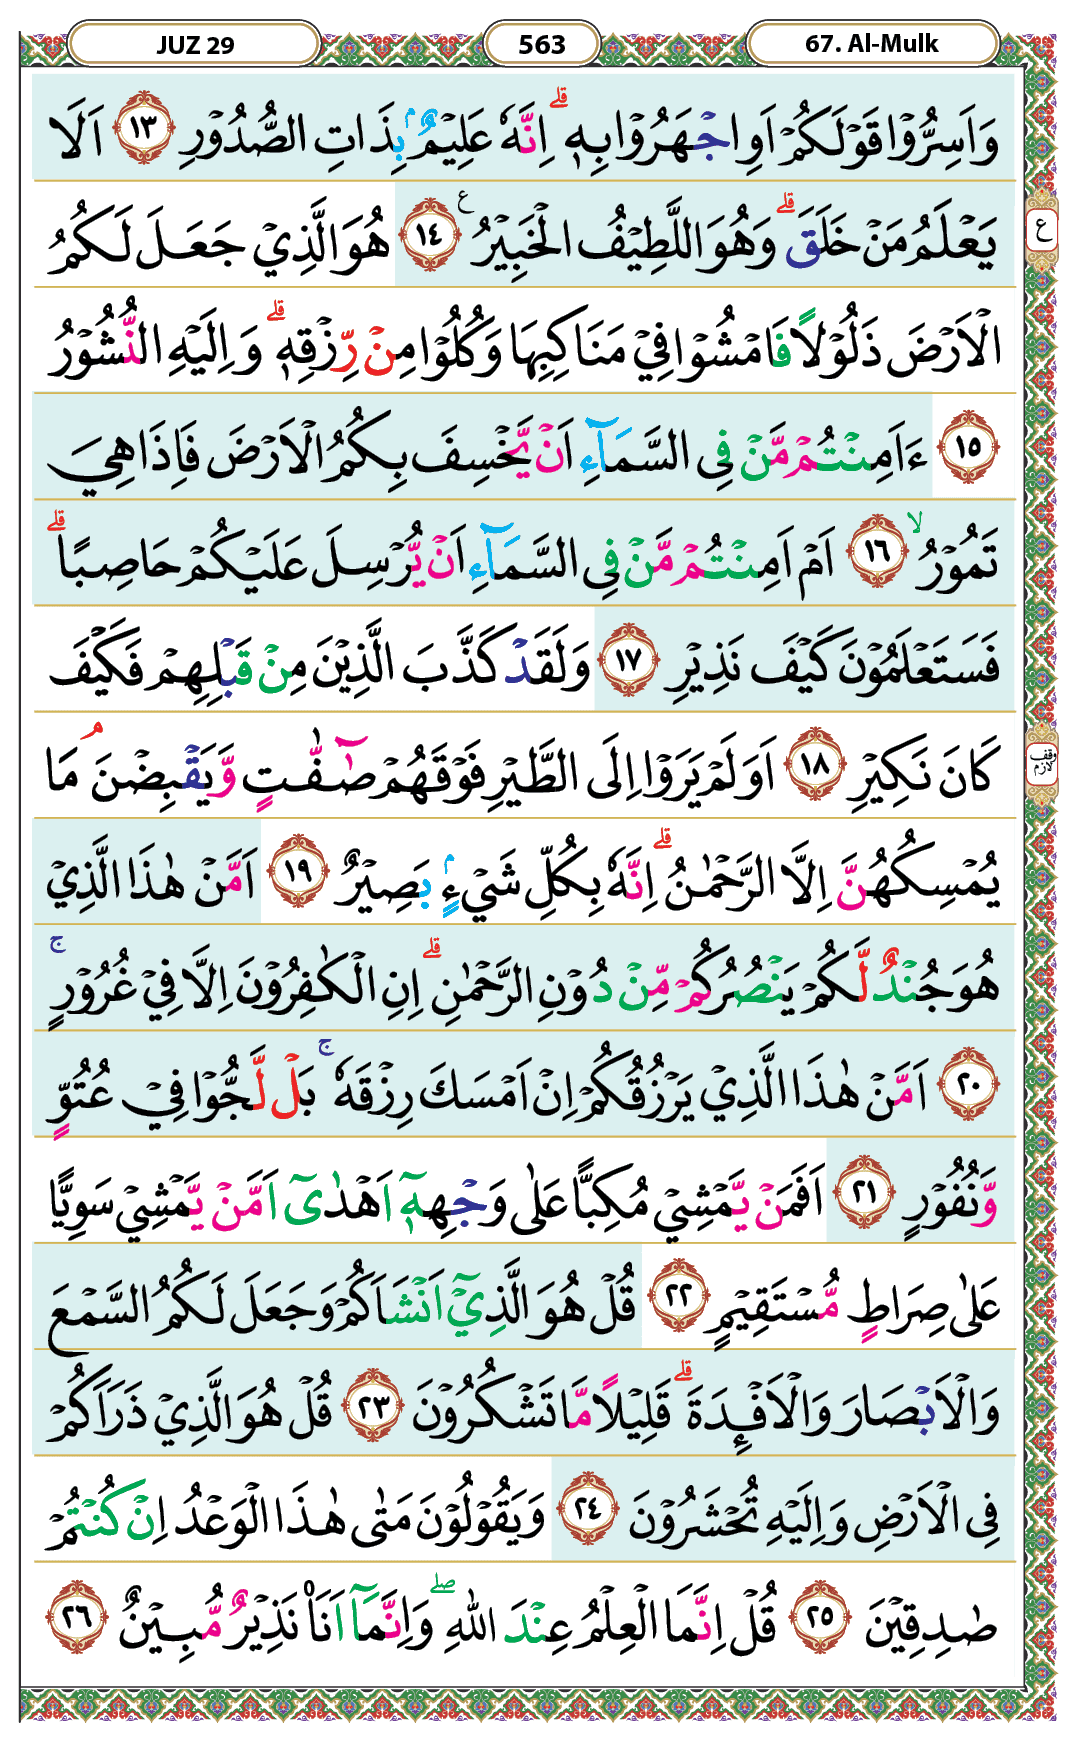 JUZ 29
563
67. Al-Mulk
وَاَسِرُّوْا قَوْلَكُمْ اَوِ اجْهَرُوْا بِهٖ ۗ اِنَّهٗ عَلِيْمٌ ۢ بِذَاتِ الصُّدُوْرِ ١٣ اَلَا
يَعْلَمُ مَنْ خَلَقَ ۗ وَهُوَ اللَّطِيْفُ الْخَبِيْرُ ࣖ ١٤ هُوَ الَّذِيْ جَعَلَ لَكُمُ
ع
الْاَرْضَ ذَلُوْلًا فَامْشُوْا فِيْ مَنَاكِبِهَا وَكُلُوْا مِنْ رِّزْقِهٖ ۗ وَاِلَيْهِ النُّشُوْرُ
١٥ ءَاَمِنْتُمْ مَّنْ فِى السَّمَاۤءِ اَنْ يَّخْسِفَ بِكُمُ الْاَرْضَ فَاِذَا هِيَ
تَمُوْرُ ۙ ١٦ اَمْ اَمِنْتُمْ مَّنْ فِى السَّمَاۤءِ اَنْ يُّرْسِلَ عَلَيْكُمْ حَاصِبًا ۗ
فَسَتَعْلَمُوْنَ كَيْفَ نَذِيْرِ ١٧ وَلَقَدْ كَذَّبَ الَّذِيْنَ مِنْ قَبْلِهِمْ فَكَيْفَ
كَانَ نَكِيْرِ ١٨ اَوَلَمْ يَرَوْا اِلَى الطَّيْرِ فَوْقَهُمْ صٰۤفّٰتٍ وَّيَقْبِضْنَ ۘ مَا
وقف لازم
يُمْسِكُهُنَّ اِلَّا الرَّحْمٰنُ ۗ اِنَّهٗ بِكُلِّ شَيْءٍ ۢ بَصِيْرٌ ١٩ اَمَّنْ هٰذَا الَّذِيْ
هُوَ جُنْدٌ لَّكُمْ يَنْصُرُكُمْ مِّنْ دُوْنِ الرَّحْمٰنِ ۗ اِنِ الْكٰفِرُوْنَ اِلَّا فِيْ غُرُوْرٍ ۚ
٢٠ اَمَّنْ هٰذَا الَّذِيْ يَرْزُقُكُمْ اِنْ اَمْسَكَ رِزْقَهٗ ۚ بَلْ لَّجُّوْا فِيْ عُتُوٍّ
وَّنُفُوْرٍ ٢١ اَفَمَنْ يَّمْشِيْ مُكِبًّا عَلٰى وَجْهِهٖٓ اَهْدٰىٓ اَمَّنْ يَّمْشِيْ سَوِيًّا
عَلٰى صِرَاطٍ مُّسْتَقِيْمٍ ٢٢ قُلْ هُوَ الَّذِيْٓ اَنْشَاَكُمْ وَجَعَلَ لَكُمُ السَّمْعَ
وَالْاَبْصَارَ وَالْاَفْـِٕدَةَ ۗ قَلِيْلًا مَّا تَشْكُرُوْنَ ٢٣ قُلْ هُوَ الَّذِيْ ذَرَاَكُمْ
فِى الْاَرْضِ وَاِلَيْهِ تُحْشَرُوْنَ ٢٤ وَيَقُوْلُوْنَ مَتٰى هٰذَا الْوَعْدُ اِنْ كُنْتُمْ
صٰدِقِيْنَ ٢٥ قُلْ اِنَّمَا الْعِلْمُ عِنْدَ اللّٰهِ ۖ وَاِنَّمَآ اَنَا۠ نَذِيْرٌ مُّبِيْنٌ ٢٦